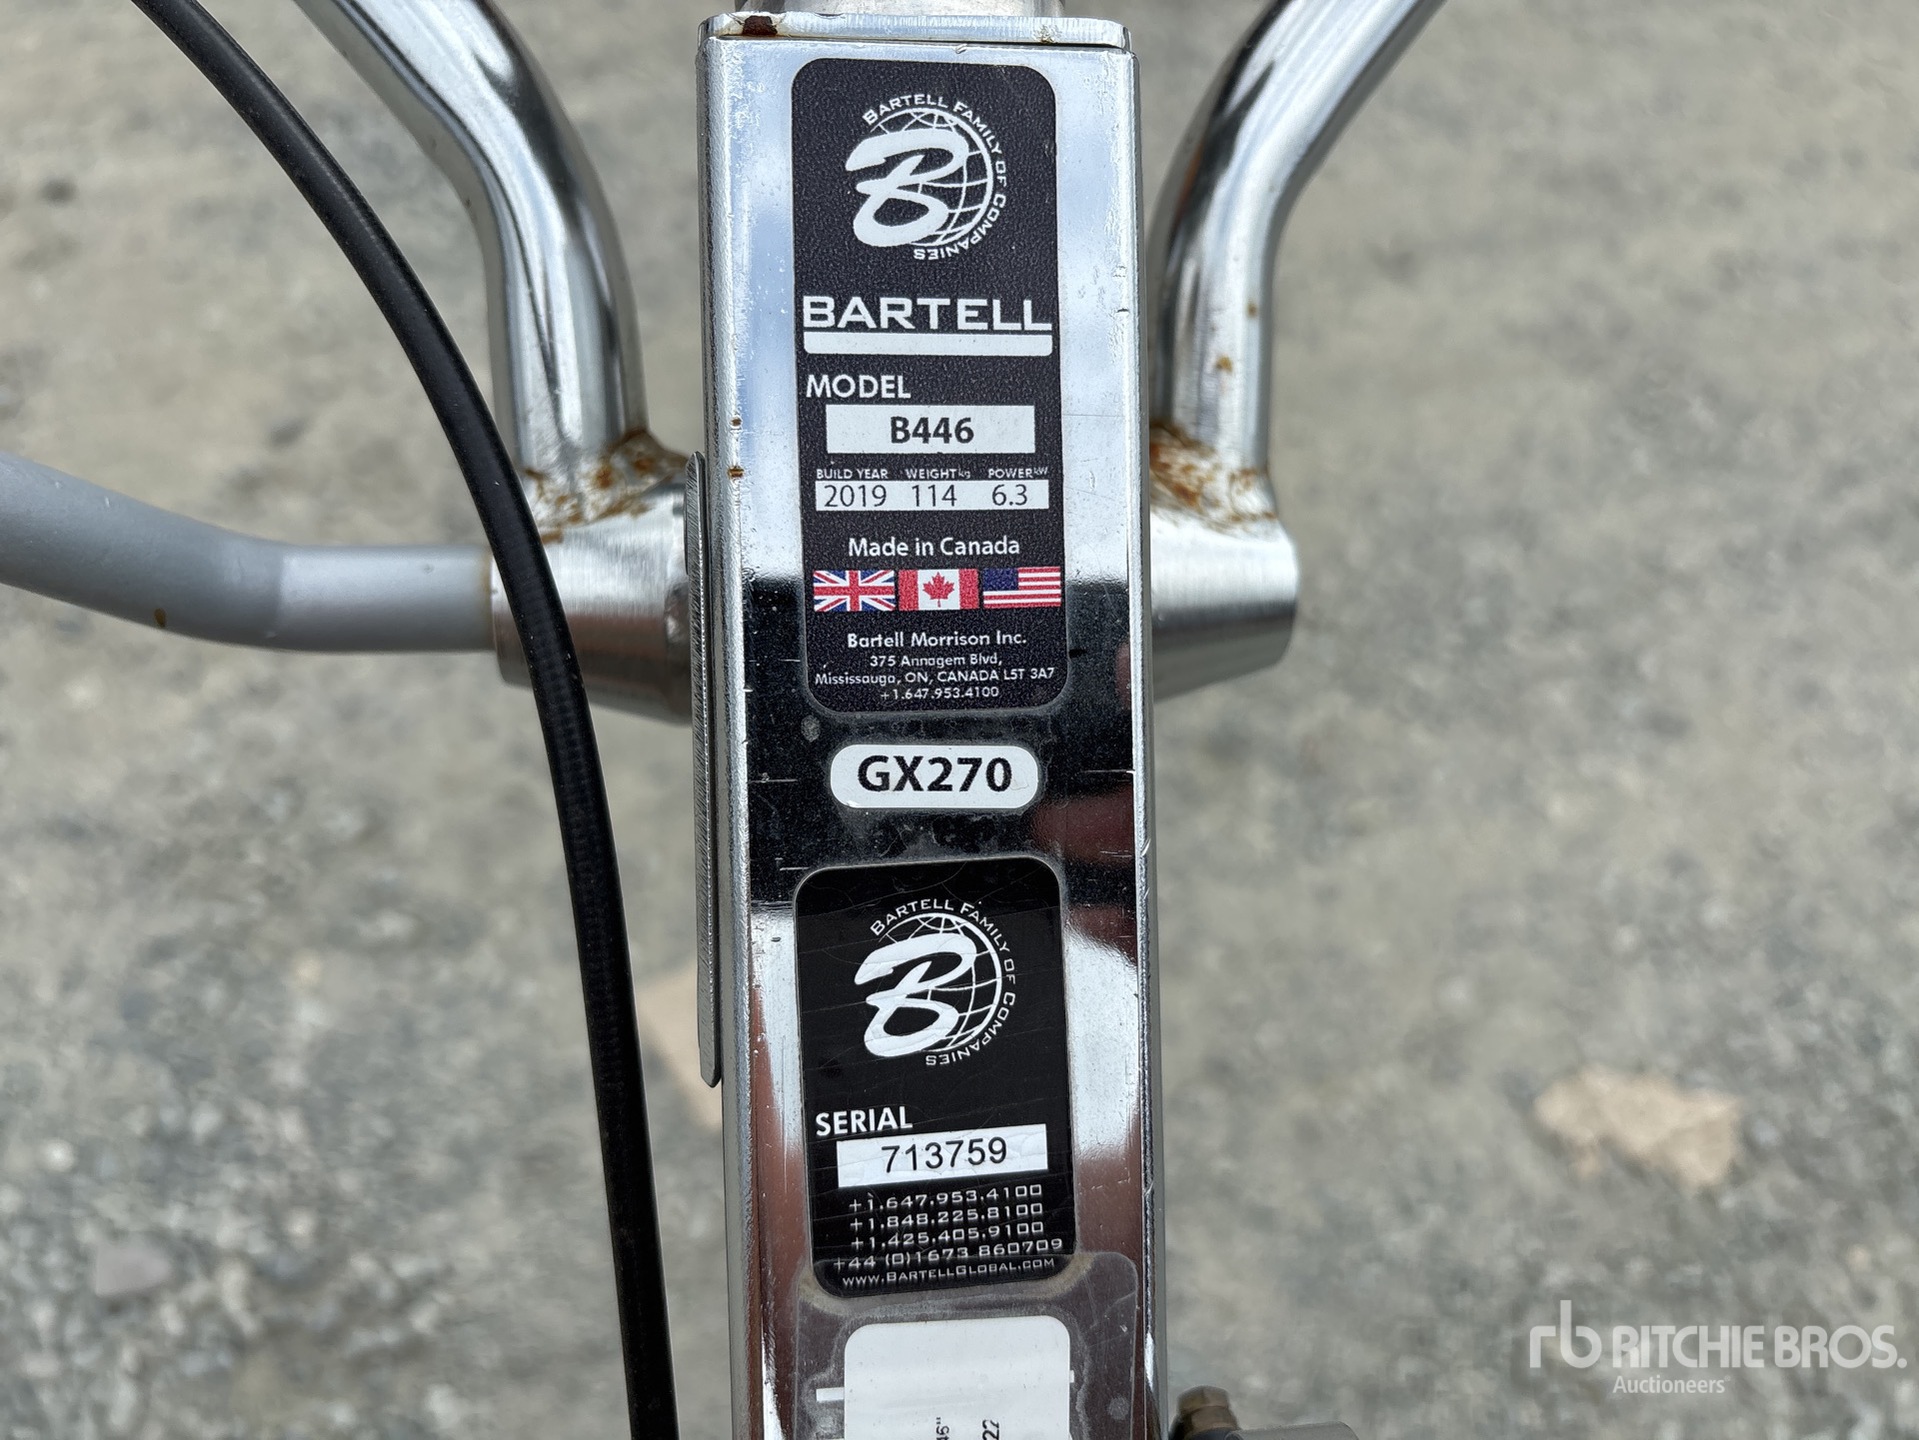 BARTELL FAMILY OF COMPANIES
B
BARTELL
MODEL
B446
BUILD YEAR WEIGHT kg POWER kW
2019 114 6.3
Made in Canada
Bartell Morrison Inc.
375 Annagem Blvd,
Mississauga, ON, CANADA L5T 3A7
+1.647.953.4100
GX270
BARTELL FAMILY OF COMPANIES
B
SERIAL
713759
+1.647.953.4100
+1.848.225.8100
+1.425.405.9100
+44 (0)1673 860709
WWW.BARTELLGLOBAL.COM
46"
22
rb RITCHIE BROS.
Auctioneers